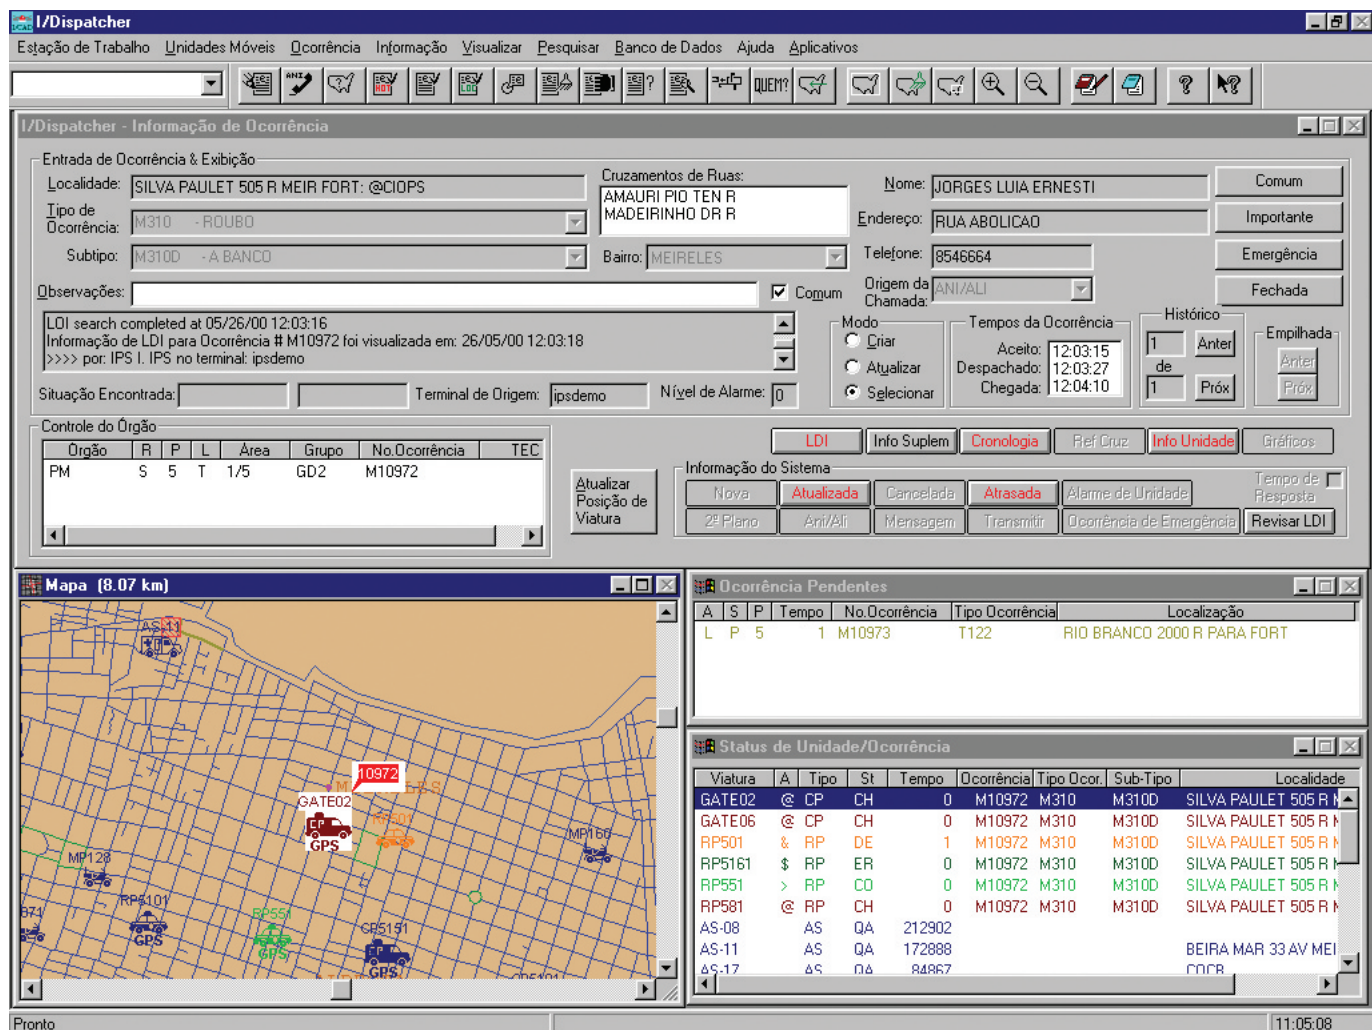 I/Dispatcher
Estação de Trabalho Unidades Móveis Ocorrência Informação Visualizar Pesquisar Banco de Dados Ajuda Aplicativos
ANI HOT LOG QUEM? ? ?
I/Dispatcher - Informação de Ocorrência
Entrada de Ocorrência & Exibição
Localidade: SILVA PAULET 505 R MEIR FORT: @CIOPS
Tipo de Ocorrência: M310 - ROUBO
Subtipo: M310D - A BANCO
Cruzamentos de Ruas:
AMAURI PIO TEN R
MADEIRINHO DR R
Bairro: MEIRELES
Nome: JORGES LUIA ERNESTI
Endereço: RUA ABOLICAO
Telefone: 8546664
Origem da Chamada: ANI/ALI
Comum
Importante
Emergência
Fechada
Observações:
Comum
LOI search completed at 05/26/00 12:03:16
Informação de LDI para Ocorrência # M10972 foi visualizada em: 26/05/00 12:03:18
>>>> por: IPS I. IPS no terminal: ipsdemo
Modo
Criar
Atualizar
Selecionar
Tempos da Ocorrência
Aceito: 12:03:15
Despachado: 12:03:27
Chegada: 12:04:10
Histórico
1 Anter
de
1 Próx
Empilhada
Anter
Próx
Situação Encontrada: Terminal de Origem: ipsdemo Nível de Alarme: 0
Controle do Órgão
Órgão R P L Área Grupo No.Ocorrência TEC
PM S 5 T 1/5 GD2 M10972
Atualizar
Posição de
Viatura
LDI Info Suplem Cronologia Ref Cruz Info Unidade Gráficos
Informação do Sistema
Nova Atualizada Cancelada Atrasada Alarme de Unidade
Tempo de
Resposta
2º Plano Ani/Ali Mensagem Transmitir Ocorrência de Emergência Revisar LDI
Mapa (8.07 km)
AS-11
10972
GATE02
CP
GPS
RP501
MP166
MP128
RP5101
GPS
RP551
GPS
CP5151
GPS
Ocorrência Pendentes
A S P Tempo No.Ocorrência Tipo Ocorrência Localização
L P 5 1 M10973 T122 RIO BRANCO 2000 R PARA FORT
Status de Unidade/Ocorrência
Viatura A Tipo St Tempo Ocorrência Tipo Ocor. Sub-Tipo Localidade
GATE02 @ CP CH 0 M10972 M310 M310D SILVA PAULET 505 R M
GATE06 @ CP CH 0 M10972 M310 M310D SILVA PAULET 505 R M
RP501 & RP DE 1 M10972 M310 M310D SILVA PAULET 505 R M
RP5161 $ RP ER 0 M10972 M310 M310D SILVA PAULET 505 R M
RP551 > RP CO 0 M10972 M310 M310D SILVA PAULET 505 R M
RP581 @ RP CH 0 M10972 M310 M310D SILVA PAULET 505 R M
AS-08 AS QA 212902
AS-11 AS QA 172888 BEIRA MAR 33 AV MEI
AS-17 AS QA 84867 COCB
Pronto 11:05:08